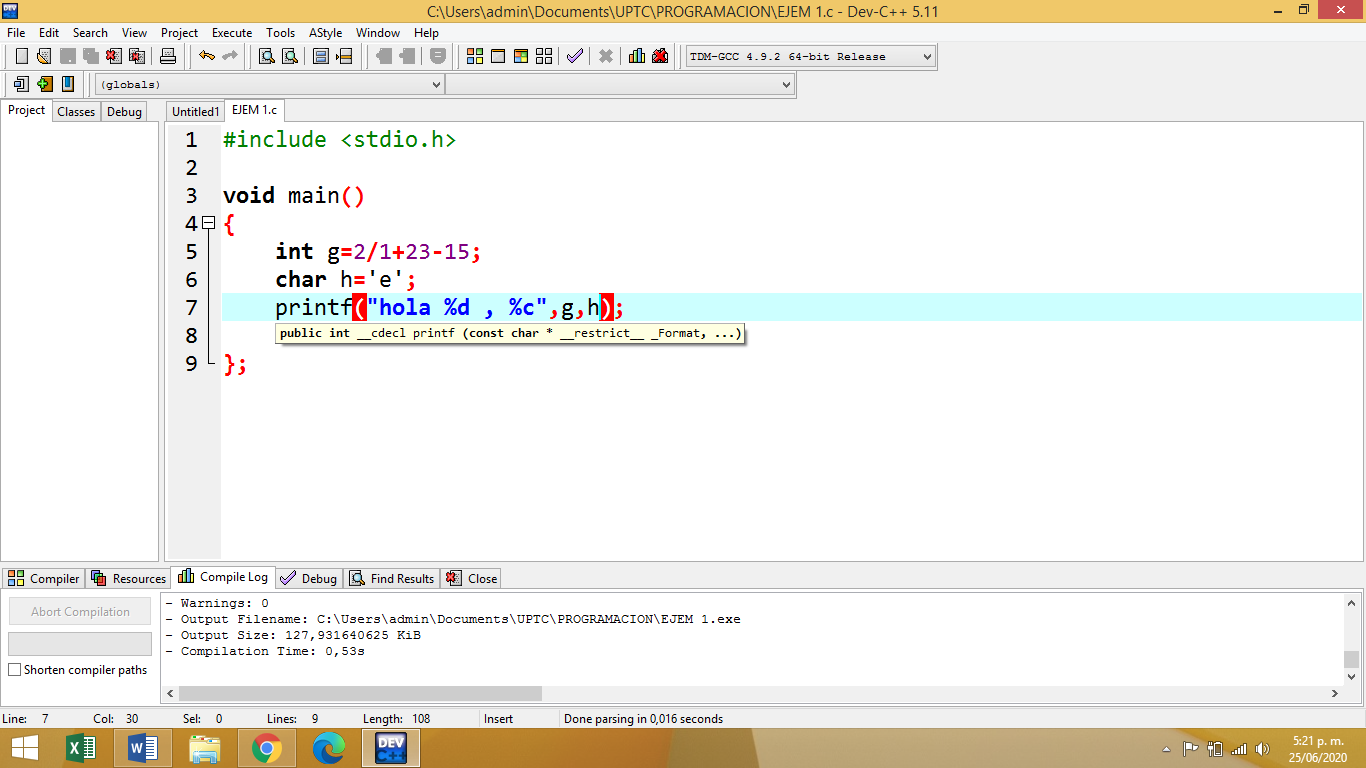 C:\Users\admin\Documents\UPTC\PROGRAMACION\EJEM 1.c - Dev-C++ 5.11
File Edit Search View Project Execute Tools AStyle Window Help
TDM-GCC 4.9.2 64-bit Release
(globals)
Project Classes Debug Untitled1 EJEM 1.c
1 #include <stdio.h>
2
3 void main()
4 {
5 int g=2/1+23-15;
6 char h='e';
7 printf("hola %d , %c",g,h);
public int __cdecl printf (const char * __restrict__ _Format, ...)
8
9 };
Compiler Resources Compile Log Debug Find Results Close
Abort Compilation
Shorten compiler paths
- Warnings: 0
- Output Filename: C:\Users\admin\Documents\UPTC\PROGRAMACION\EJEM 1.exe
- Output Size: 127,931640625 KiB
- Compilation Time: 0,53s
Line: 7 Col: 30 Sel: 0 Lines: 9 Length: 108 Insert Done parsing in 0,016 seconds
DEV C++
5:21 p. m.
25/06/2020